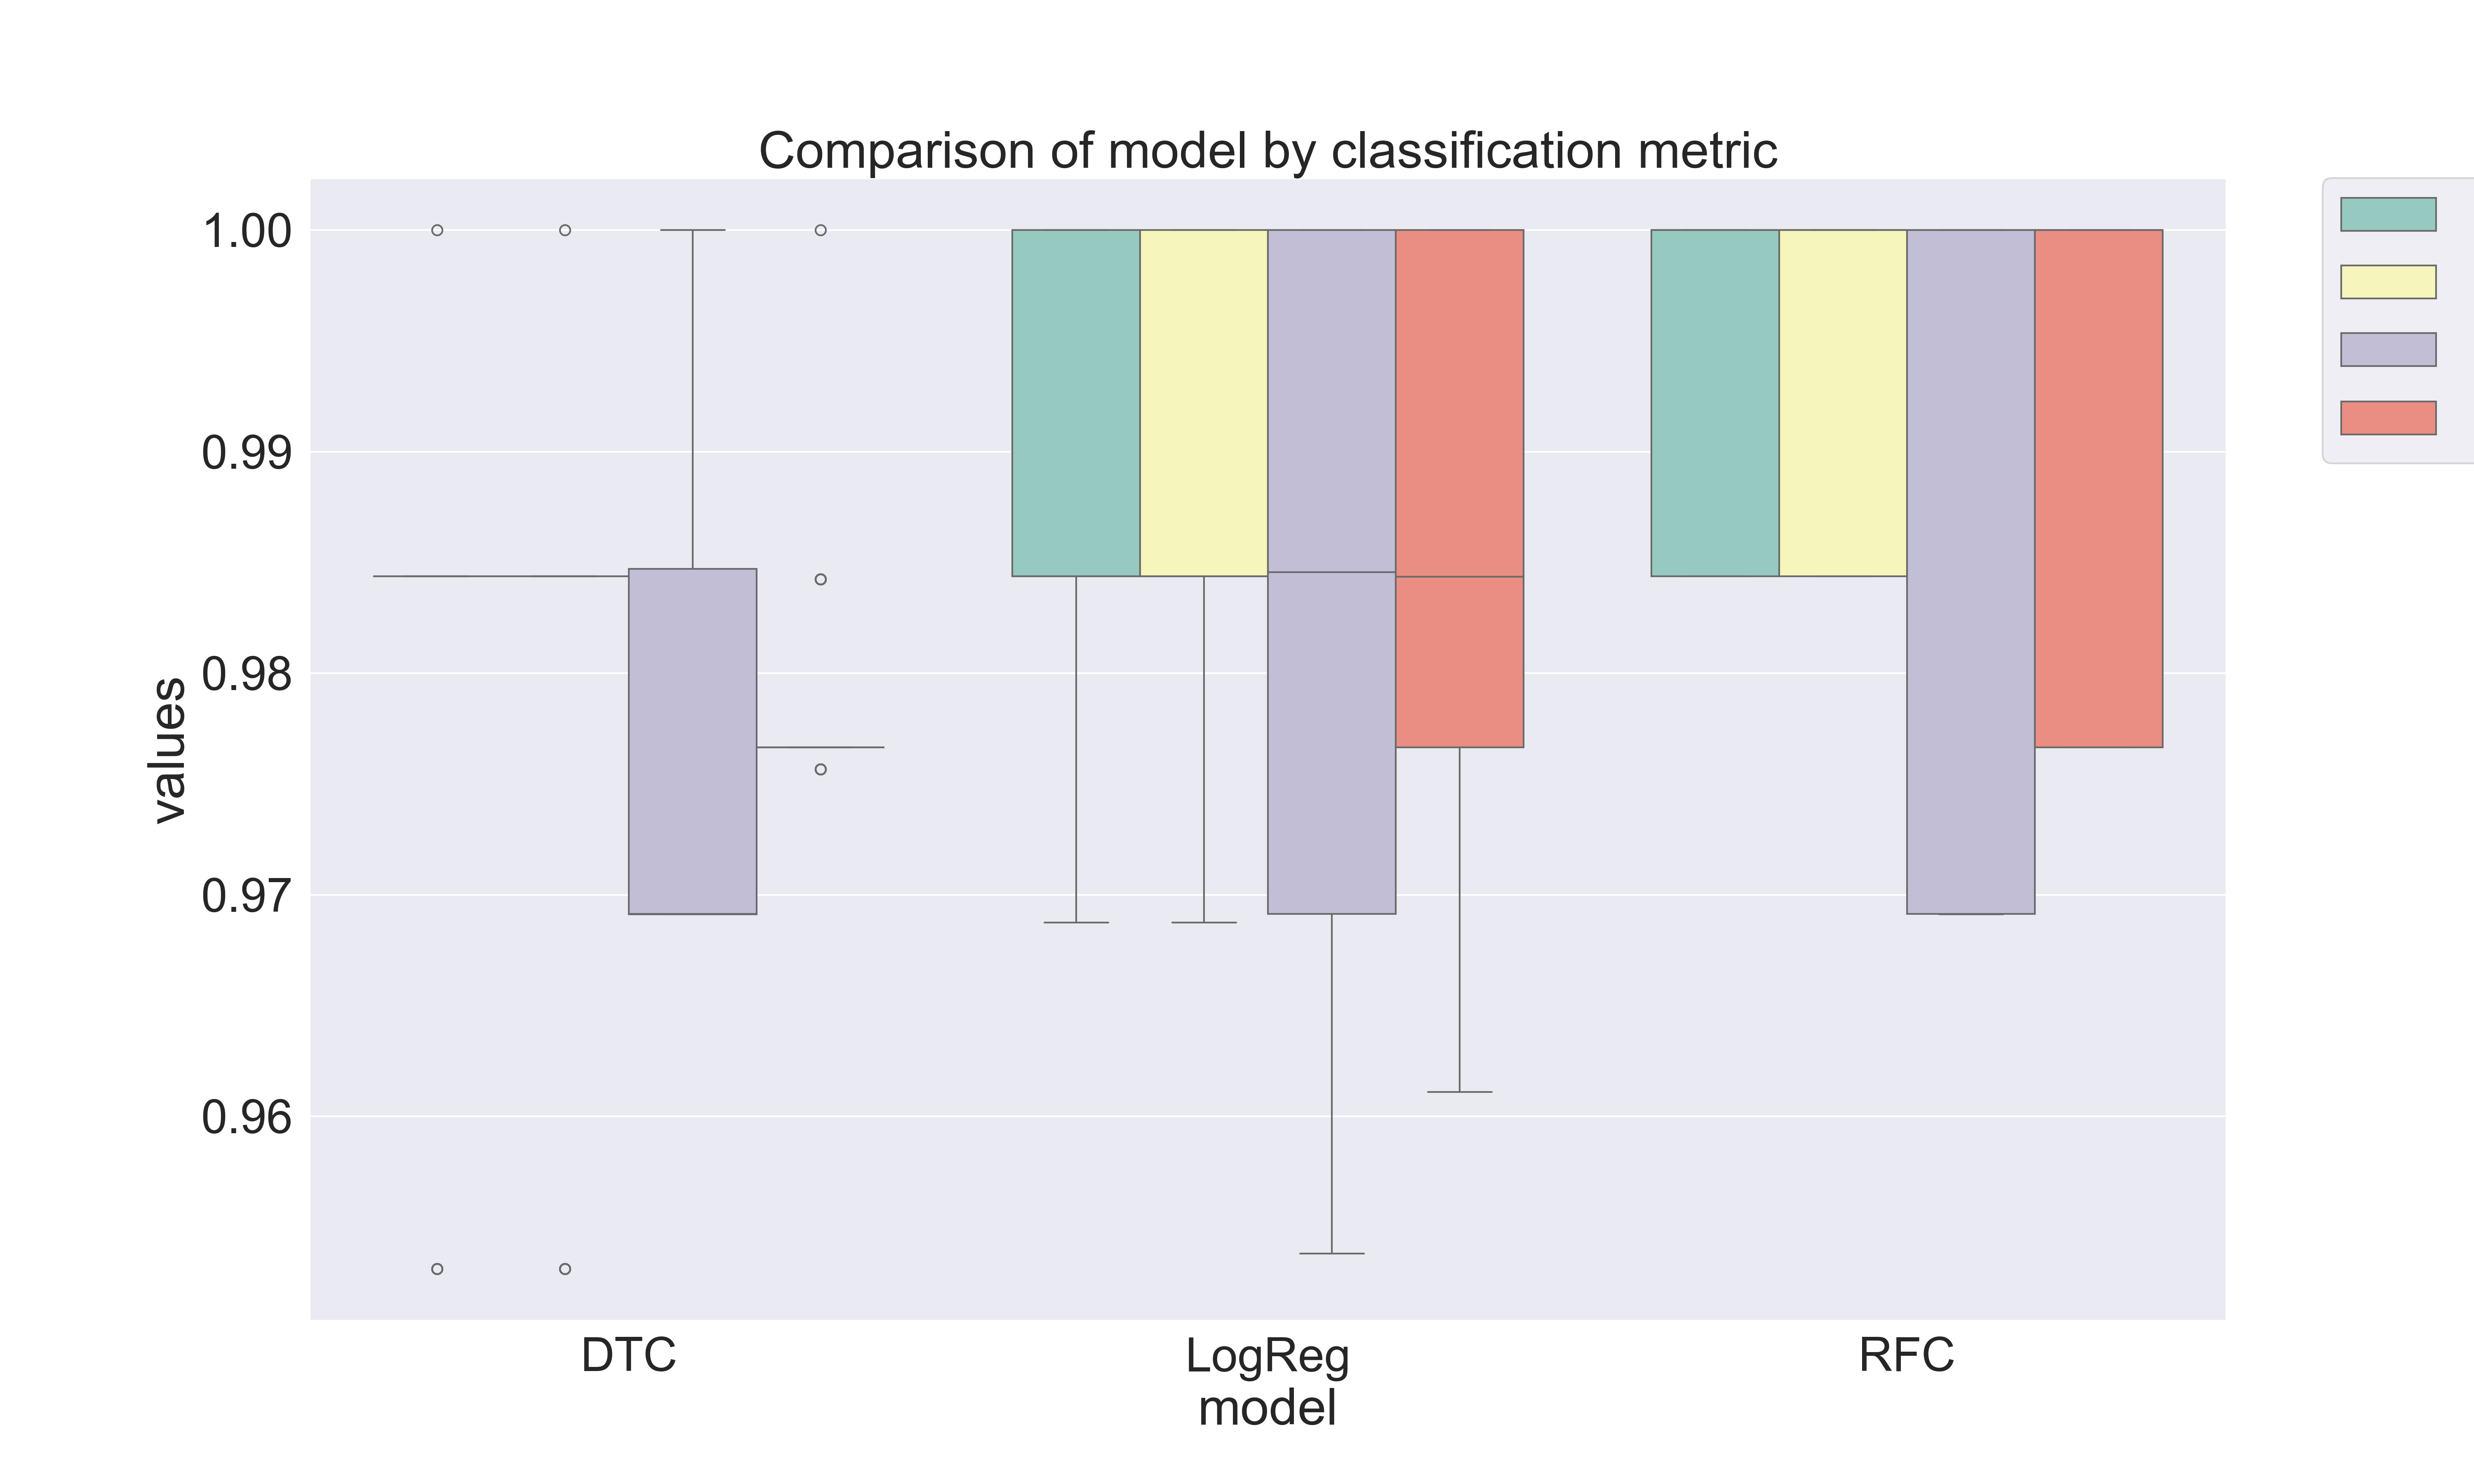 Comparison of model by classification metric
1.00
0.99
0.98
0.97
0.96
values
DTC
LogReg
RFC
model